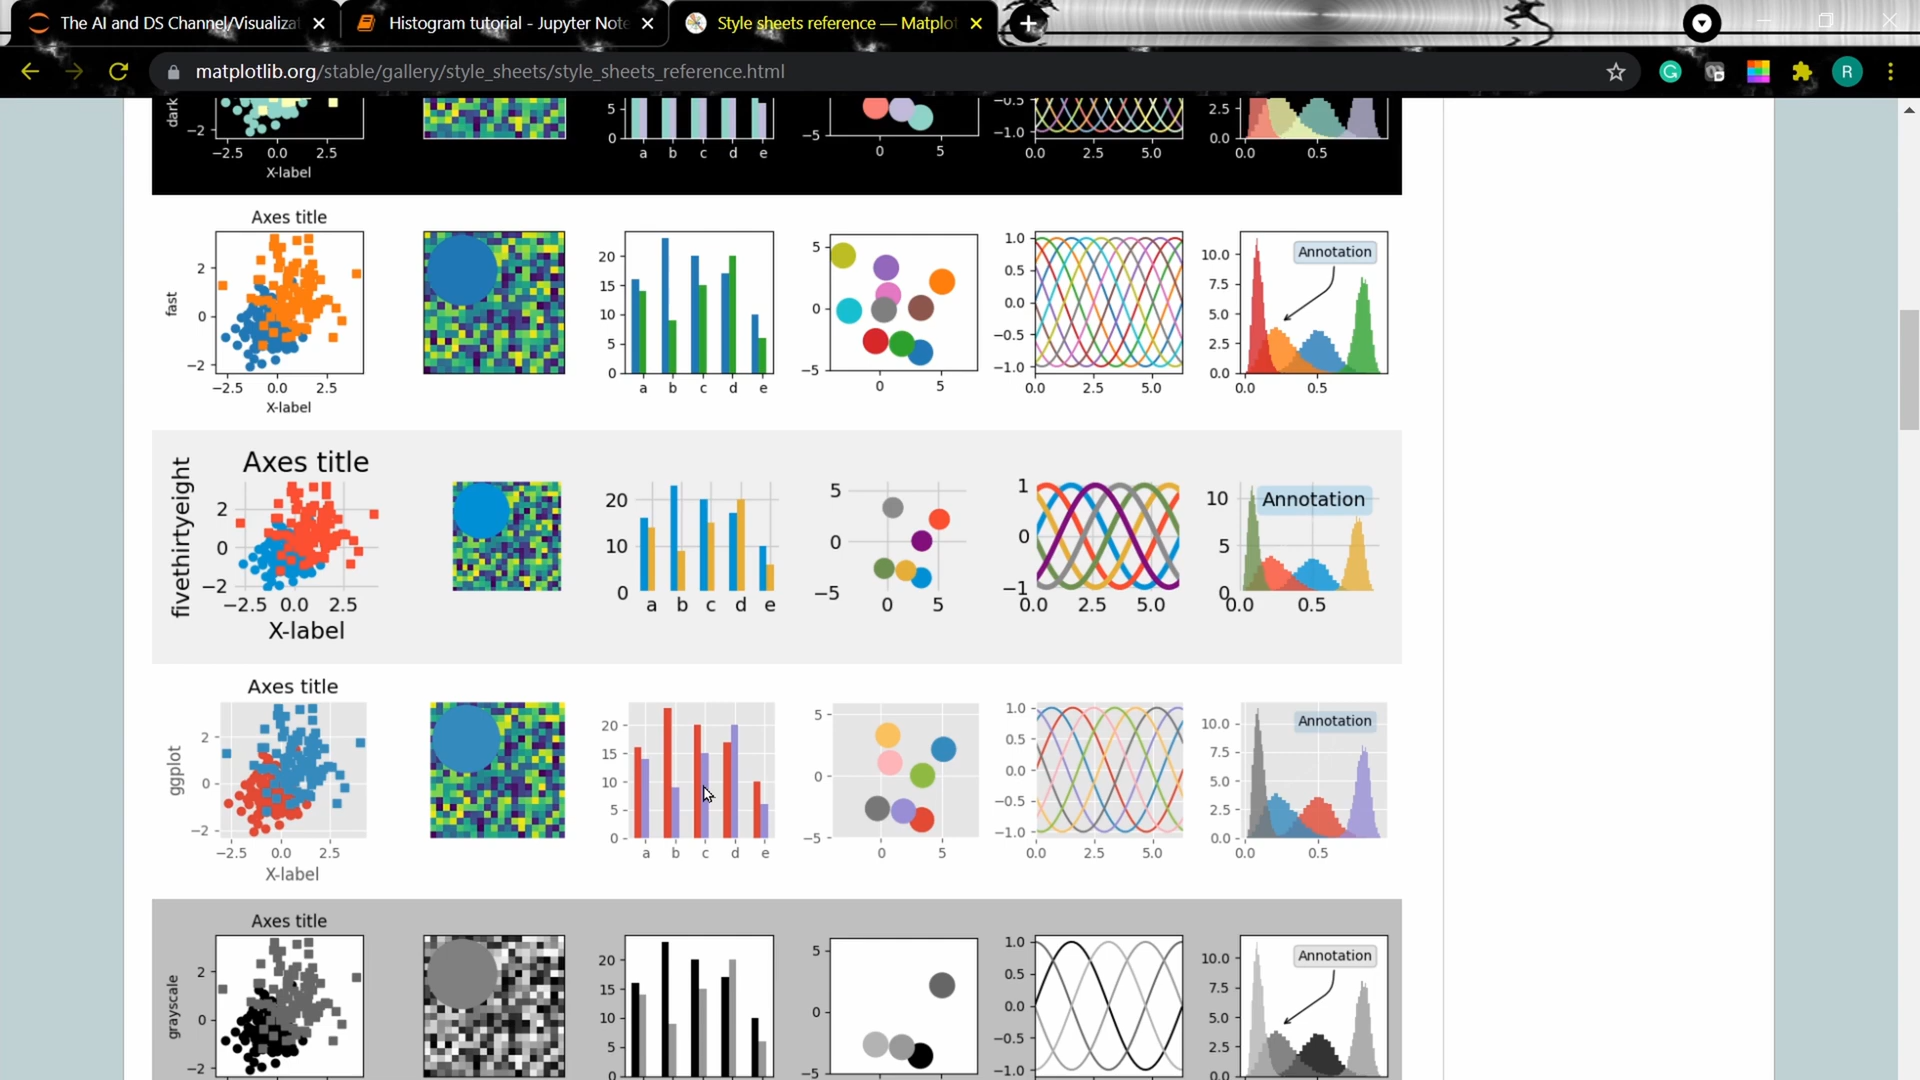 The AI and DS Channel/Visualiza
Histogram tutorial - Jupyter Note
Style sheets reference — Matplot
matplotlib.org/stable/gallery/style_sheets/style_sheets_reference.html
R
dark
−2
−2.5 0.0 2.5
X-label
5
0
a b c d e
−5
0 5
−0.5
−1.0
0.0 2.5 5.0
2.5
0.0
0.0 0.5
Axes title
fast
2
0
−2
−2.5 0.0 2.5
X-label
20
15
10
5
0
a b c d e
5
0
−5
0 5
1.0
0.5
0.0
−0.5
−1.0
0.0 2.5 5.0
10.0
7.5
5.0
2.5
0.0
0.0 0.5
Annotation
Axes title
fivethirtyeight
2
0
−2
−2.5 0.0 2.5
X-label
20
10
0
a b c d e
5
0
−5
0 5
1
0
−1
0.0 2.5 5.0
10
5
0
0.0 0.5
Annotation
Axes title
ggplot
2
0
−2
−2.5 0.0 2.5
X-label
20
15
10
5
0
a b c d e
5
0
−5
0 5
1.0
0.5
0.0
−0.5
−1.0
0.0 2.5 5.0
10.0
7.5
5.0
2.5
0.0
0.0 0.5
Annotation
Axes title
grayscale
2
0
−2
20
15
10
5
0
5
0
−5
1.0
0.5
0.0
−0.5
−1.0
10.0
7.5
5.0
2.5
0.0
Annotation